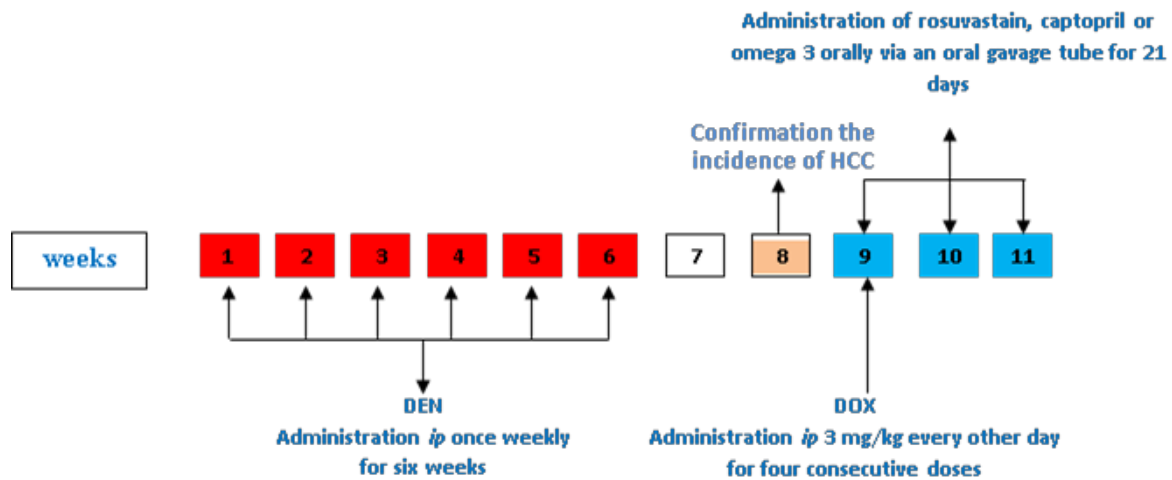 Administration of rosuvastain, captopril or
omega 3 orally via an oral gavage tube for 21
days
Confirmation the
incidence of HCC
weeks 1 2 3 4 5 6 7 8 9 10 11
DEN
Administration ip once weekly
for six weeks
DOX
Administration ip 3 mg/kg every other day
for four consecutive doses